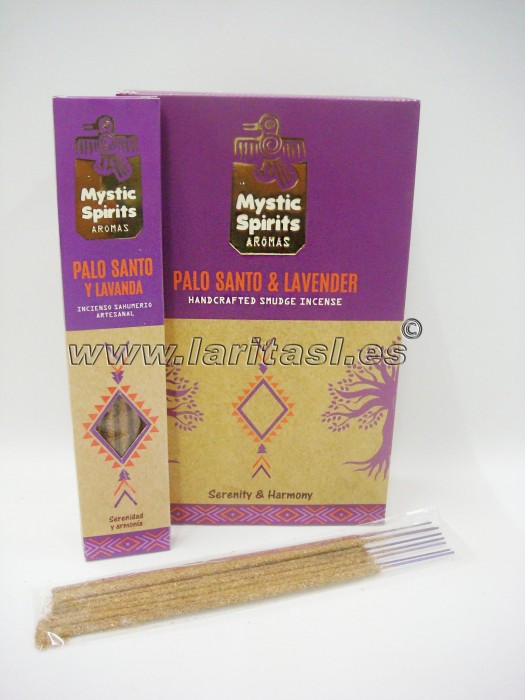 Mystic
Spirits
AROMAS
PALO SANTO
Y LAVANDA
INCIENSO SAHUMERIO
ARTESANAL
Serenidad
y armonía
Mystic
Spirits
AROMAS
PALO SANTO & LAVENDER
HANDCRAFTED SMUDGE INCENSE
Serenity & Harmony
www.laritasl.es©